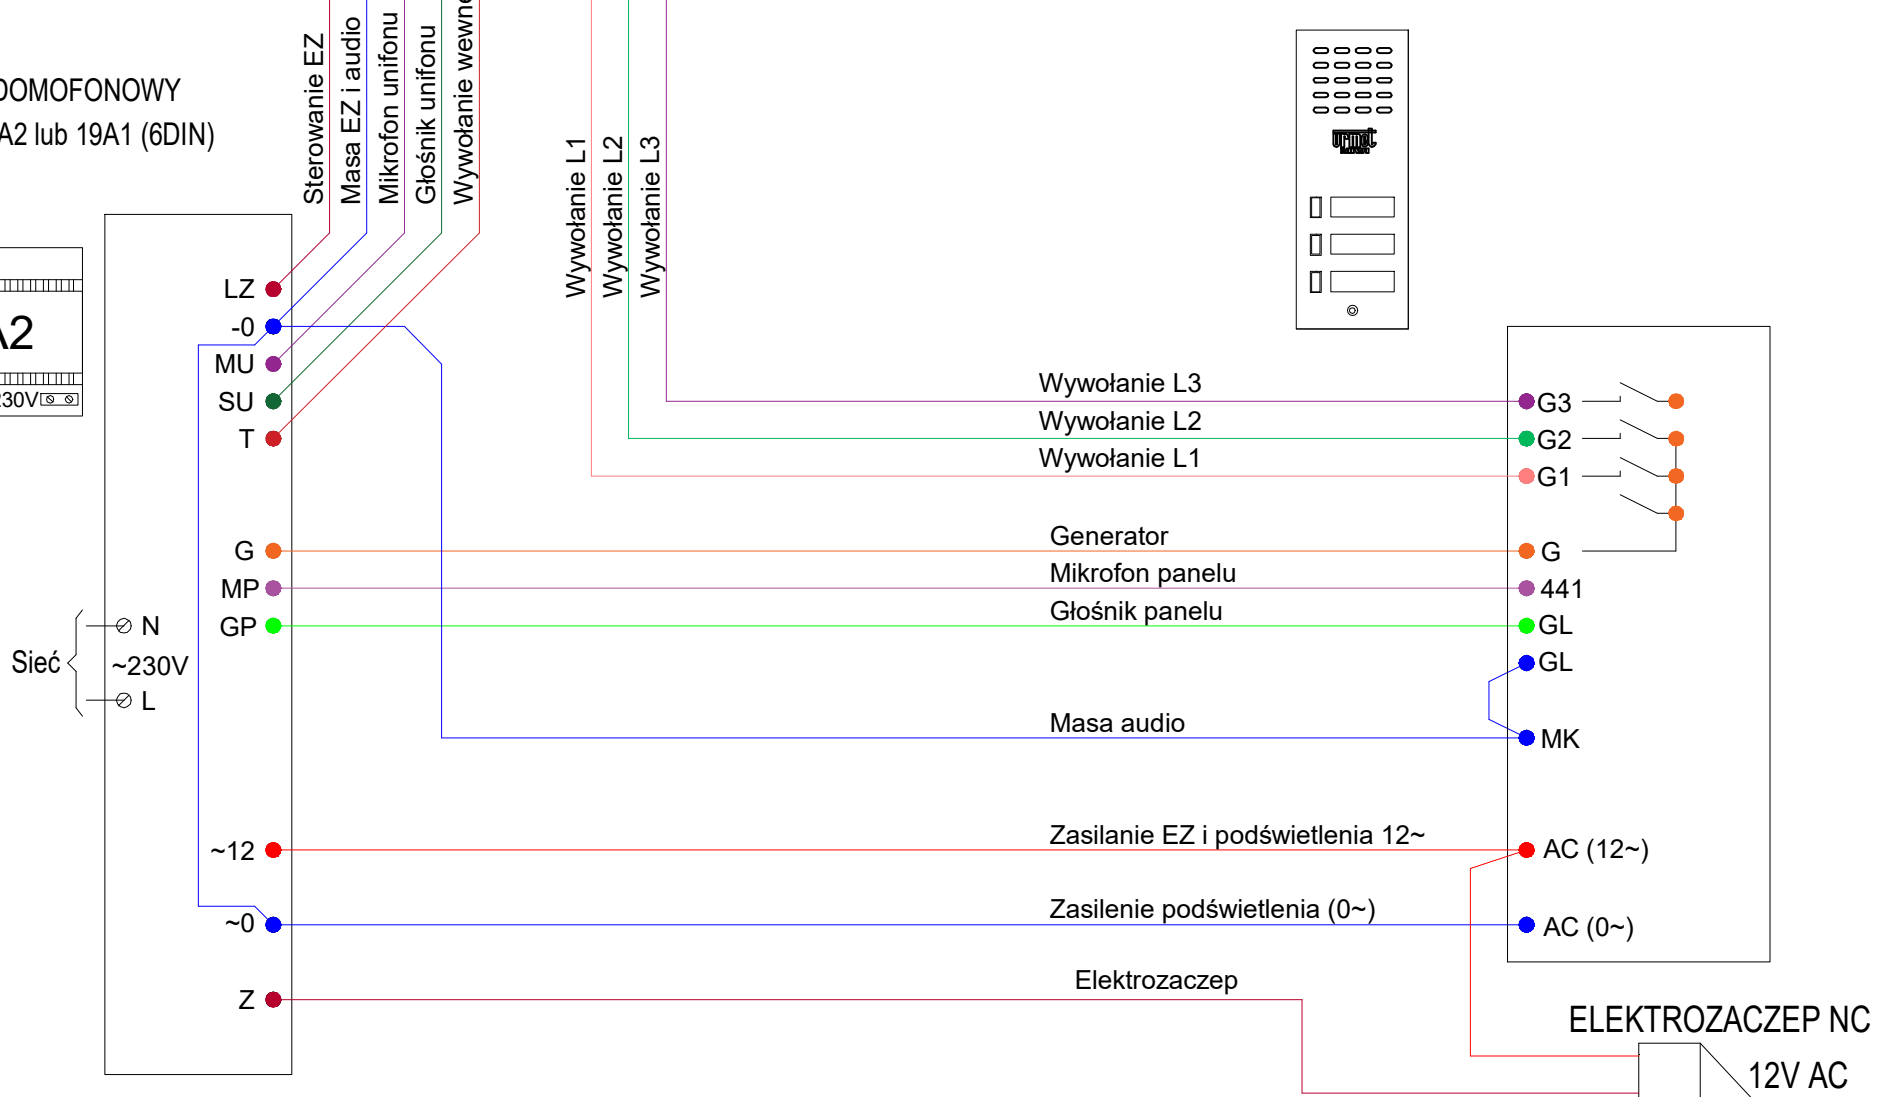 DOMOFONOWY
A2 lub 19A1 (6DIN)
A2
230V
Sterowanie EZ
Masa EZ i audio
Mikrofon unifonu
Głośnik unifonu
Wywołanie
Wywołanie L1
Wywołanie L2
Wywołanie L3
urmet
LZ
-0
MU
SU
T
G
MP
GP
N
~230V
L
Sieć
~12
~0
Z
Wywołanie L3
Wywołanie L2
Wywołanie L1
Generator
Mikrofon panelu
Głośnik panelu
Masa audio
Zasilanie EZ i podświetlenia 12~
Zasilenie podświetlenia (0~)
Elektrozaczep
G3
G2
G1
G
441
GL
GL
MK
AC (12~)
AC (0~)
ELEKTROZACZEP NC
12V AC